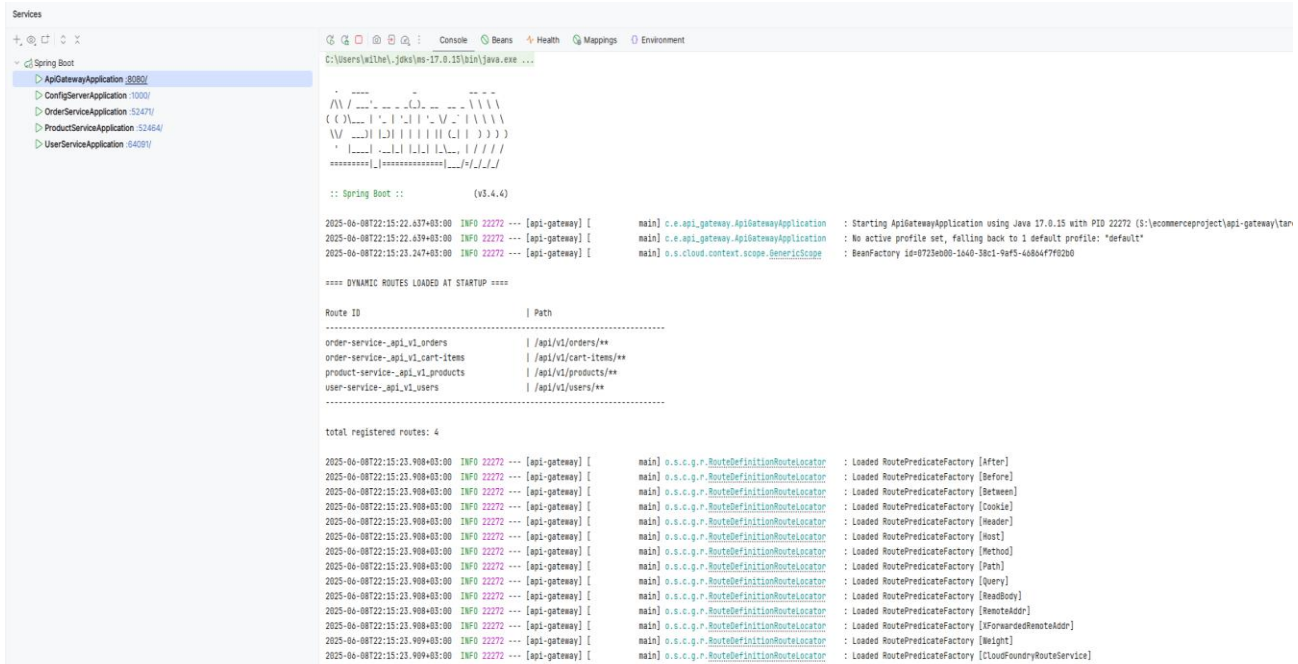 Services
Console Beans Health Mappings Environment
Spring Boot
ApiGatewayApplication :8080/
ConfigServerApplication :1000/
OrderServiceApplication :52471/
ProductServiceApplication :52464/
UserServiceApplication :64091/
C:\Users\wilhe\.jdks\ms-17.0.15\bin\java.exe ...
:: Spring Boot :: (v3.4.4)
2025-06-08T22:15:22.637+03:00 INFO 22272 --- [api-gateway] [ main] c.e.api_gateway.ApiGatewayApplication : Starting ApiGatewayApplication using Java 17.0.15 with PID 22272 (S:\ecommerceproject\api-gateway\tar
2025-06-08T22:15:22.639+03:00 INFO 22272 --- [api-gateway] [ main] c.e.api_gateway.ApiGatewayApplication : No active profile set, falling back to 1 default profile: "default"
2025-06-08T22:15:23.247+03:00 INFO 22272 --- [api-gateway] [ main] o.s.cloud.context.scope.GenericScope : BeanFactory id=0723eb00-1640-38c1-9af5-46864f7f02b0
==== DYNAMIC ROUTES LOADED AT STARTUP ====
Route ID | Path
--------------------------------------------------------------------------------
order-service-_api_v1_orders | /api/v1/orders/**
order-service-_api_v1_cart-items | /api/v1/cart-items/**
product-service-_api_v1_products | /api/v1/products/**
user-service-_api_v1_users | /api/v1/users/**
--------------------------------------------------------------------------------
total registered routes: 4
2025-06-08T22:15:23.908+03:00 INFO 22272 --- [api-gateway] [ main] o.s.c.g.r.RouteDefinitionRouteLocator : Loaded RoutePredicateFactory [After]
2025-06-08T22:15:23.908+03:00 INFO 22272 --- [api-gateway] [ main] o.s.c.g.r.RouteDefinitionRouteLocator : Loaded RoutePredicateFactory [Before]
2025-06-08T22:15:23.908+03:00 INFO 22272 --- [api-gateway] [ main] o.s.c.g.r.RouteDefinitionRouteLocator : Loaded RoutePredicateFactory [Between]
2025-06-08T22:15:23.908+03:00 INFO 22272 --- [api-gateway] [ main] o.s.c.g.r.RouteDefinitionRouteLocator : Loaded RoutePredicateFactory [Cookie]
2025-06-08T22:15:23.908+03:00 INFO 22272 --- [api-gateway] [ main] o.s.c.g.r.RouteDefinitionRouteLocator : Loaded RoutePredicateFactory [Header]
2025-06-08T22:15:23.908+03:00 INFO 22272 --- [api-gateway] [ main] o.s.c.g.r.RouteDefinitionRouteLocator : Loaded RoutePredicateFactory [Host]
2025-06-08T22:15:23.908+03:00 INFO 22272 --- [api-gateway] [ main] o.s.c.g.r.RouteDefinitionRouteLocator : Loaded RoutePredicateFactory [Method]
2025-06-08T22:15:23.908+03:00 INFO 22272 --- [api-gateway] [ main] o.s.c.g.r.RouteDefinitionRouteLocator : Loaded RoutePredicateFactory [Path]
2025-06-08T22:15:23.908+03:00 INFO 22272 --- [api-gateway] [ main] o.s.c.g.r.RouteDefinitionRouteLocator : Loaded RoutePredicateFactory [Query]
2025-06-08T22:15:23.908+03:00 INFO 22272 --- [api-gateway] [ main] o.s.c.g.r.RouteDefinitionRouteLocator : Loaded RoutePredicateFactory [ReadBody]
2025-06-08T22:15:23.908+03:00 INFO 22272 --- [api-gateway] [ main] o.s.c.g.r.RouteDefinitionRouteLocator : Loaded RoutePredicateFactory [RemoteAddr]
2025-06-08T22:15:23.908+03:00 INFO 22272 --- [api-gateway] [ main] o.s.c.g.r.RouteDefinitionRouteLocator : Loaded RoutePredicateFactory [XForwardedRemoteAddr]
2025-06-08T22:15:23.909+03:00 INFO 22272 --- [api-gateway] [ main] o.s.c.g.r.RouteDefinitionRouteLocator : Loaded RoutePredicateFactory [Weight]
2025-06-08T22:15:23.909+03:00 INFO 22272 --- [api-gateway] [ main] o.s.c.g.r.RouteDefinitionRouteLocator : Loaded RoutePredicateFactory [CloudFoundryRouteService]